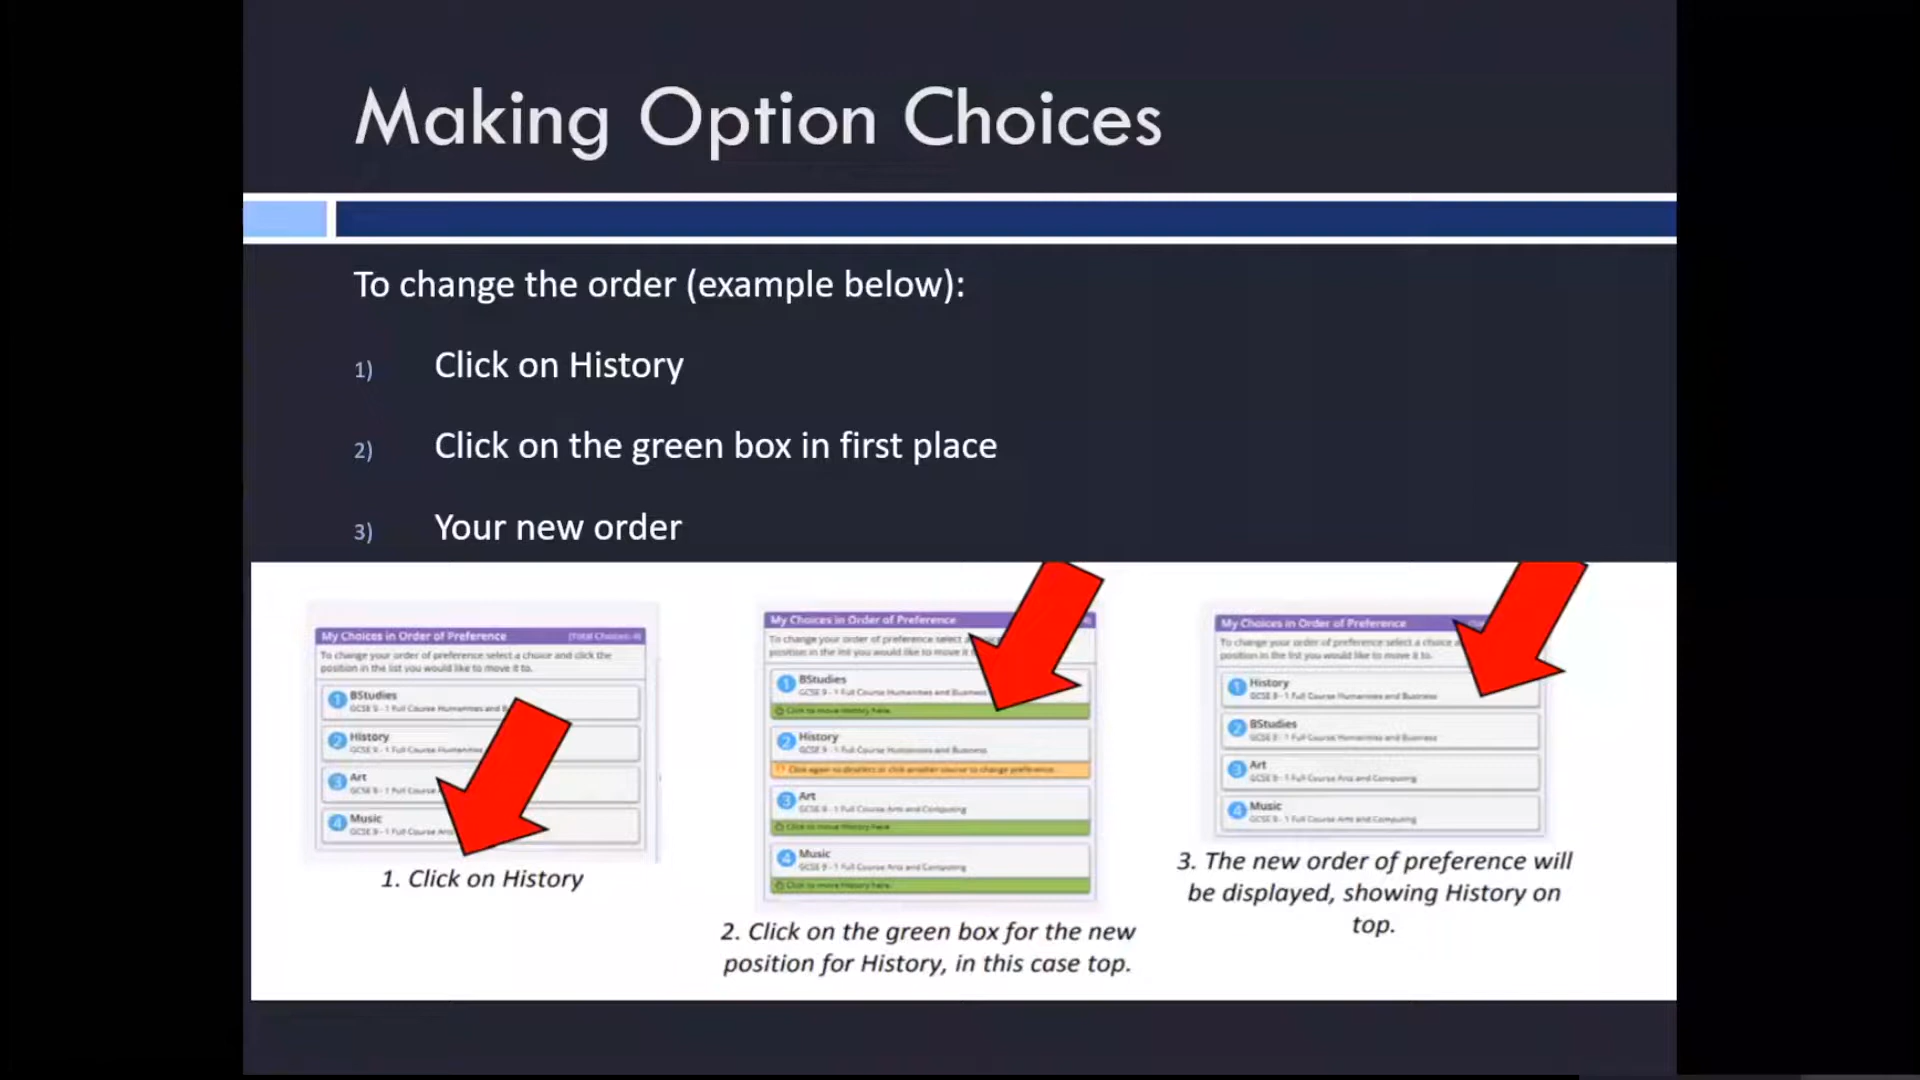 Making Option Choices
To change the order (example below):
1) Click on History
2) Click on the green box in first place
3) Your new order
My Choices in Order of Preference (Total Choices: 4)
To change your order of preference select a choice and click the
position in the list you would like to move it to.
1 BStudies
GCSE 9 - 1 Full Course Humanities and B
2 History
GCSE 9 - 1 Full Course Humanities
3 Art
GCSE 9 - 1 Full Course
4 Music
GCSE 9 - 1 Full Course Arts
1. Click on History
My Choices in Order of Preference
To change your order of preference select a
position in the list you would like to move it
1 BStudies
GCSE 9 - 1 Full Course Humanities and Business
Click to move History here.
2 History
GCSE 9 - 1 Full Course Humanities and Business
Click again to deselect or click another course to change preference.
3 Art
GCSE 9 - 1 Full Course Arts and Computing
Click to move History here.
4 Music
GCSE 9 - 1 Full Course Arts and Computing
Click to move History here.
2. Click on the green box for the new
position for History, in this case top.
My Choices in Order of Preference
To change your order of preference select a choice
position in the list you would like to move it to.
1 History
GCSE 9 - 1 Full Course Humanities and Business
2 BStudies
GCSE 9 - 1 Full Course Humanities and Business
3 Art
GCSE 9 - 1 Full Course Arts and Computing
4 Music
GCSE 9 - 1 Full Course Arts and Computing
3. The new order of preference will
be displayed, showing History on
top.